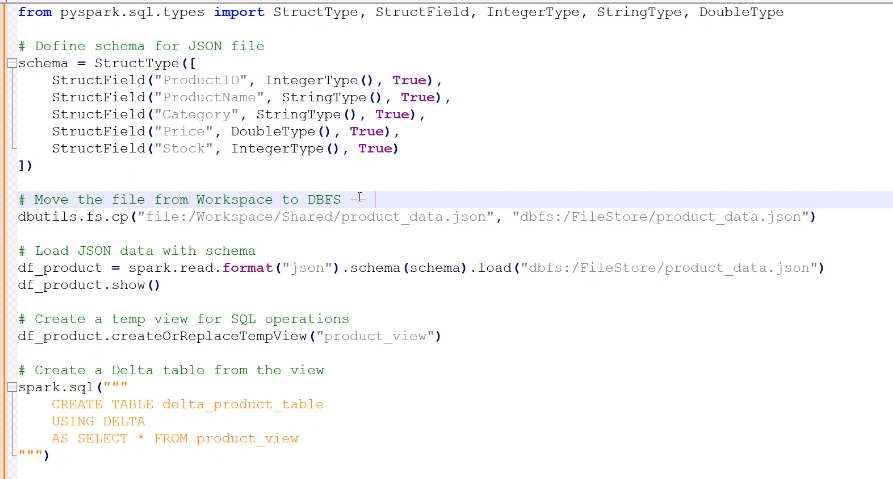 from pyspark.sql.types import StructType, StructField, IntegerType, StringType, DoubleType
# Define schema for JSON file
schema = StructType([
    StructField("ProductID", IntegerType(), True),
    StructField("ProductName", StringType(), True),
    StructField("Category", StringType(), True),
    StructField("Price", DoubleType(), True),
    StructField("Stock", IntegerType(), True)
])
# Move the file from Workspace to DBFS --
dbutils.fs.cp("file:/Workspace/Shared/product_data.json", "dbfs:/FileStore/product_data.json")
# Load JSON data with schema
df_product = spark.read.format("json").schema(schema).load("dbfs:/FileStore/product_data.json")
df_product.show()
# Create a temp view for SQL operations
df_product.createOrReplaceTempView("product_view")
# Create a Delta table from the view
spark.sql("""
    CREATE TABLE delta_product_table
    USING DELTA
    AS SELECT * FROM product_view
""")